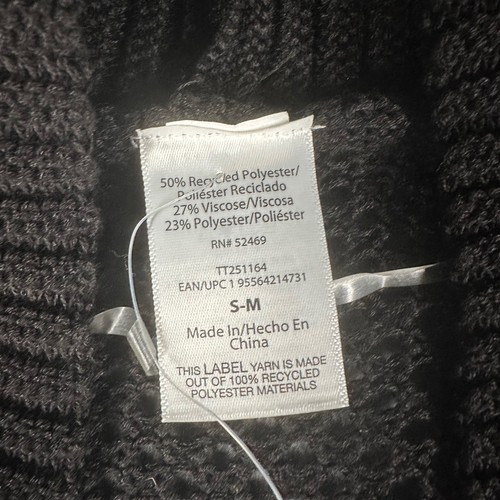 50% Recycled Polyester/
Poliéster Reciclado
27% Viscose/Viscosa
23% Polyester/Poliéster
RN# 52469
TT251164
EAN/UPC 1 95564214731
S-M
Made In/Hecho En
China
THIS LABEL YARN IS MADE
OUT OF 100% RECYCLED
POLYESTER MATERIALS